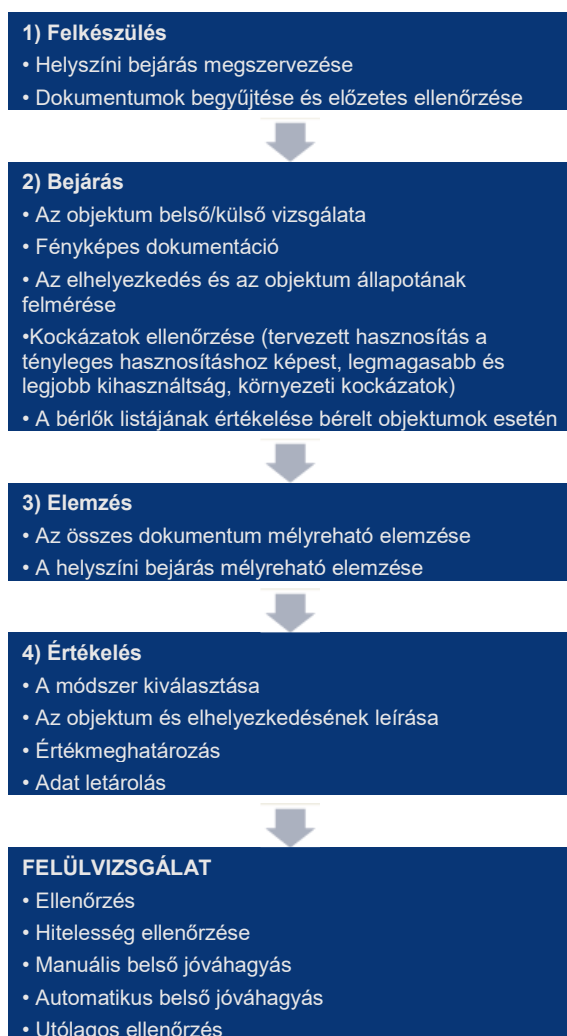 1) Felkészülés
• Helyszíni bejárás megszervezése
• Dokumentumok begyűjtése és előzetes ellenőrzése
2) Bejárás
• Az objektum belső/külső vizsgálata
• Fényképes dokumentáció
• Az elhelyezkedés és az objektum állapotának
felmérése
•Kockázatok ellenőrzése (tervezett hasznosítás a
tényleges hasznosításhoz képest, legmagasabb és
legjobb kihasználtság, környezeti kockázatok)
• A bérlők listájának értékelése bérelt objektumok esetén
3) Elemzés
• Az összes dokumentum mélyreható elemzése
• A helyszíni bejárás mélyreható elemzése
4) Értékelés
• A módszer kiválasztása
• Az objektum és elhelyezkedésének leírása
• Értékmeghatározás
• Adat letárolás
FELÜLVIZSGÁLAT
• Ellenőrzés
• Hitelesség ellenőrzése
• Manuális belső jóváhagyás
• Automatikus belső jóváhagyás
• Utólagos ellenőrzés